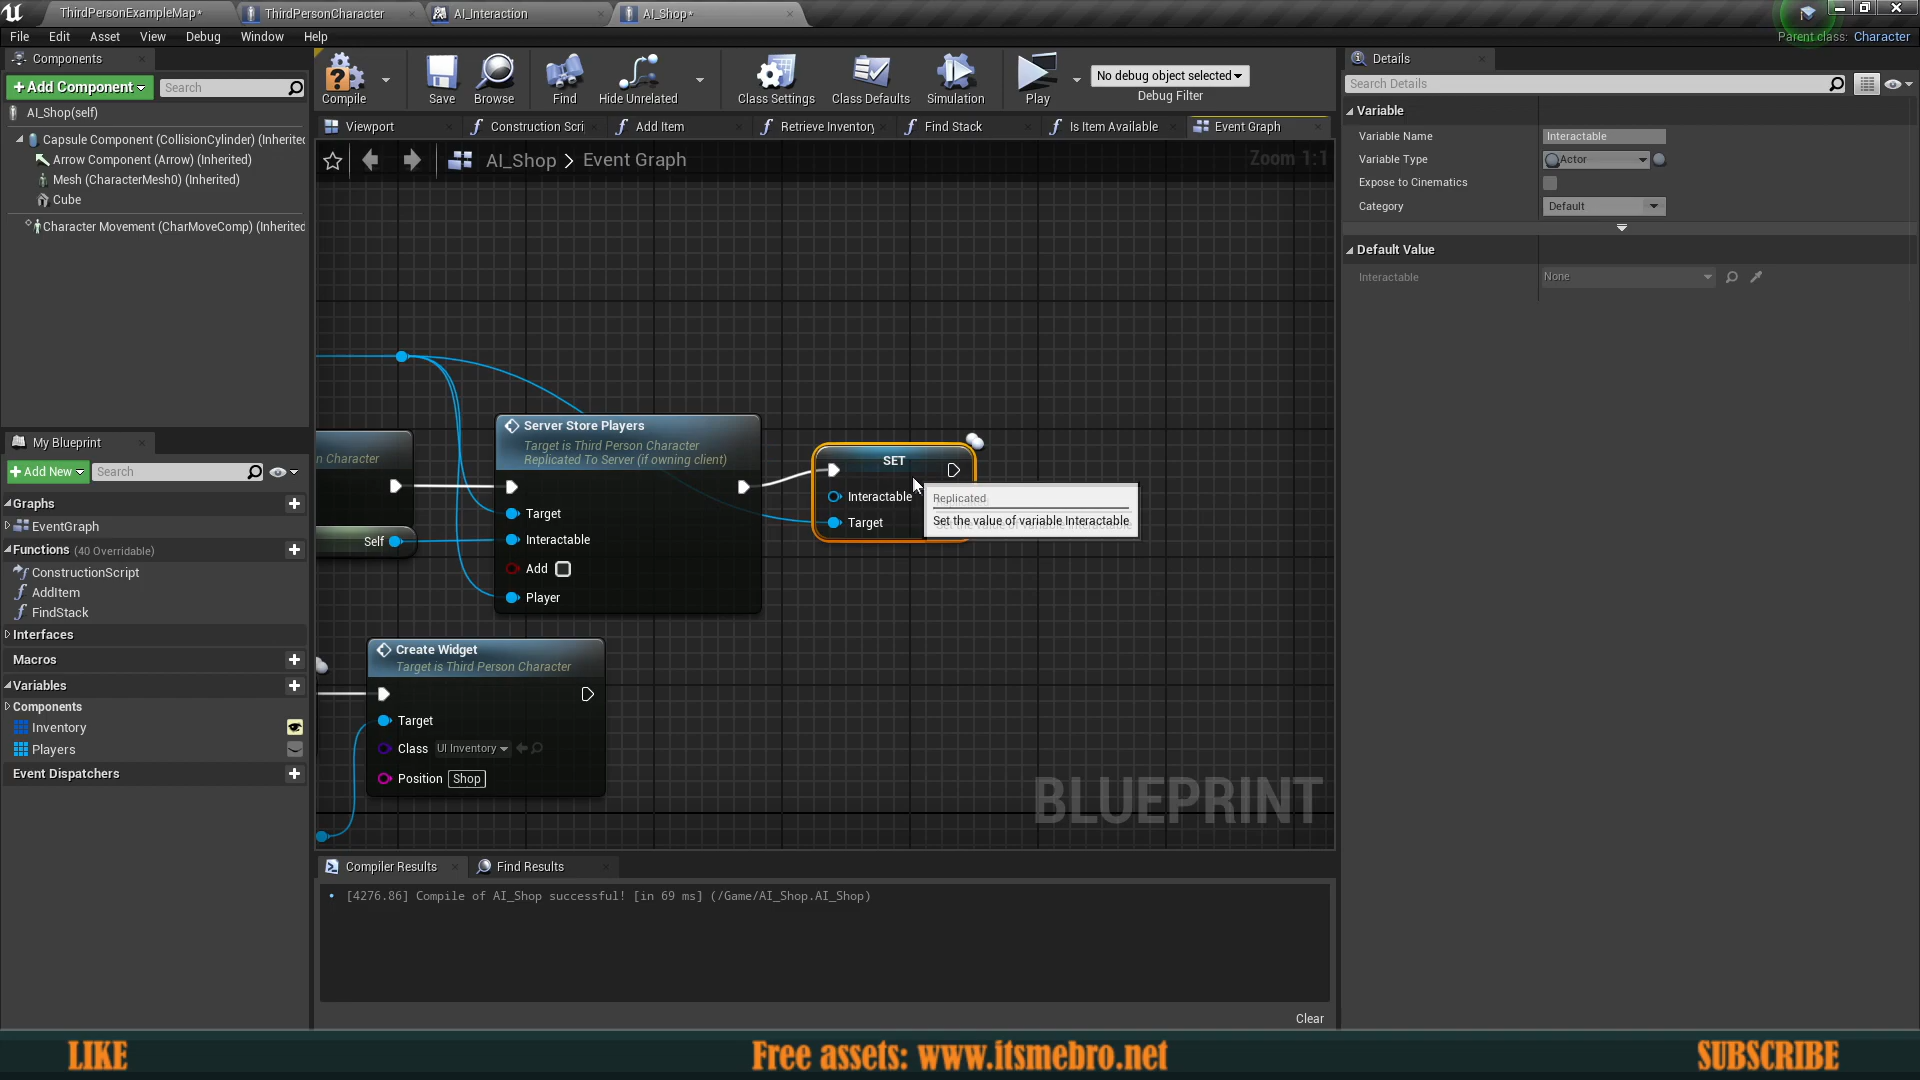 ThirdPersonExampleMap*
ThirdPersonCharacter
AI_Interaction
AI_Shop*
File Edit Asset View Debug Window Help
Parent class: Character
Components
+Add Component
Search
AI_Shop(self)
Capsule Component (CollisionCylinder) (Inherited
Arrow Component (Arrow) (Inherited)
Mesh (CharacterMesh0) (Inherited)
Cube
Character Movement (CharMoveComp) (Inherited
Compile
Save
Browse
Find
Hide Unrelated
Class Settings
Class Defaults
Simulation
Play
No debug object selected
Debug Filter
Viewport
Construction Scri
Add Item
Retrieve Inventory
Find Stack
Is Item Available
Event Graph
AI_Shop > Event Graph
Zoom 1:1
n Character
Self
Server Store Players
Target is Third Person Character
Replicated To Server (if owning client)
Target
Interactable
Add
Player
SET
Interactable
Target
Replicated
Set the value of variable Interactable
Create Widget
Target is Third Person Character
Target
Class UI Inventory
Position Shop
BLUEPRINT
My Blueprint
+Add New
Search
Graphs
EventGraph
Functions (40 Overridable)
ConstructionScript
AddItem
FindStack
Interfaces
Macros
Variables
Components
Inventory
Players
Event Dispatchers
Compiler Results
Find Results
[4276.86] Compile of AI_Shop successful! [in 69 ms] (/Game/AI_Shop.AI_Shop)
Clear
Details
Search Details
Variable
Variable Name Interactable
Variable Type Actor
Expose to Cinematics
Category Default
Default Value
Interactable None
LIKE
Free assets: www.itsmebro.net
SUBSCRIBE